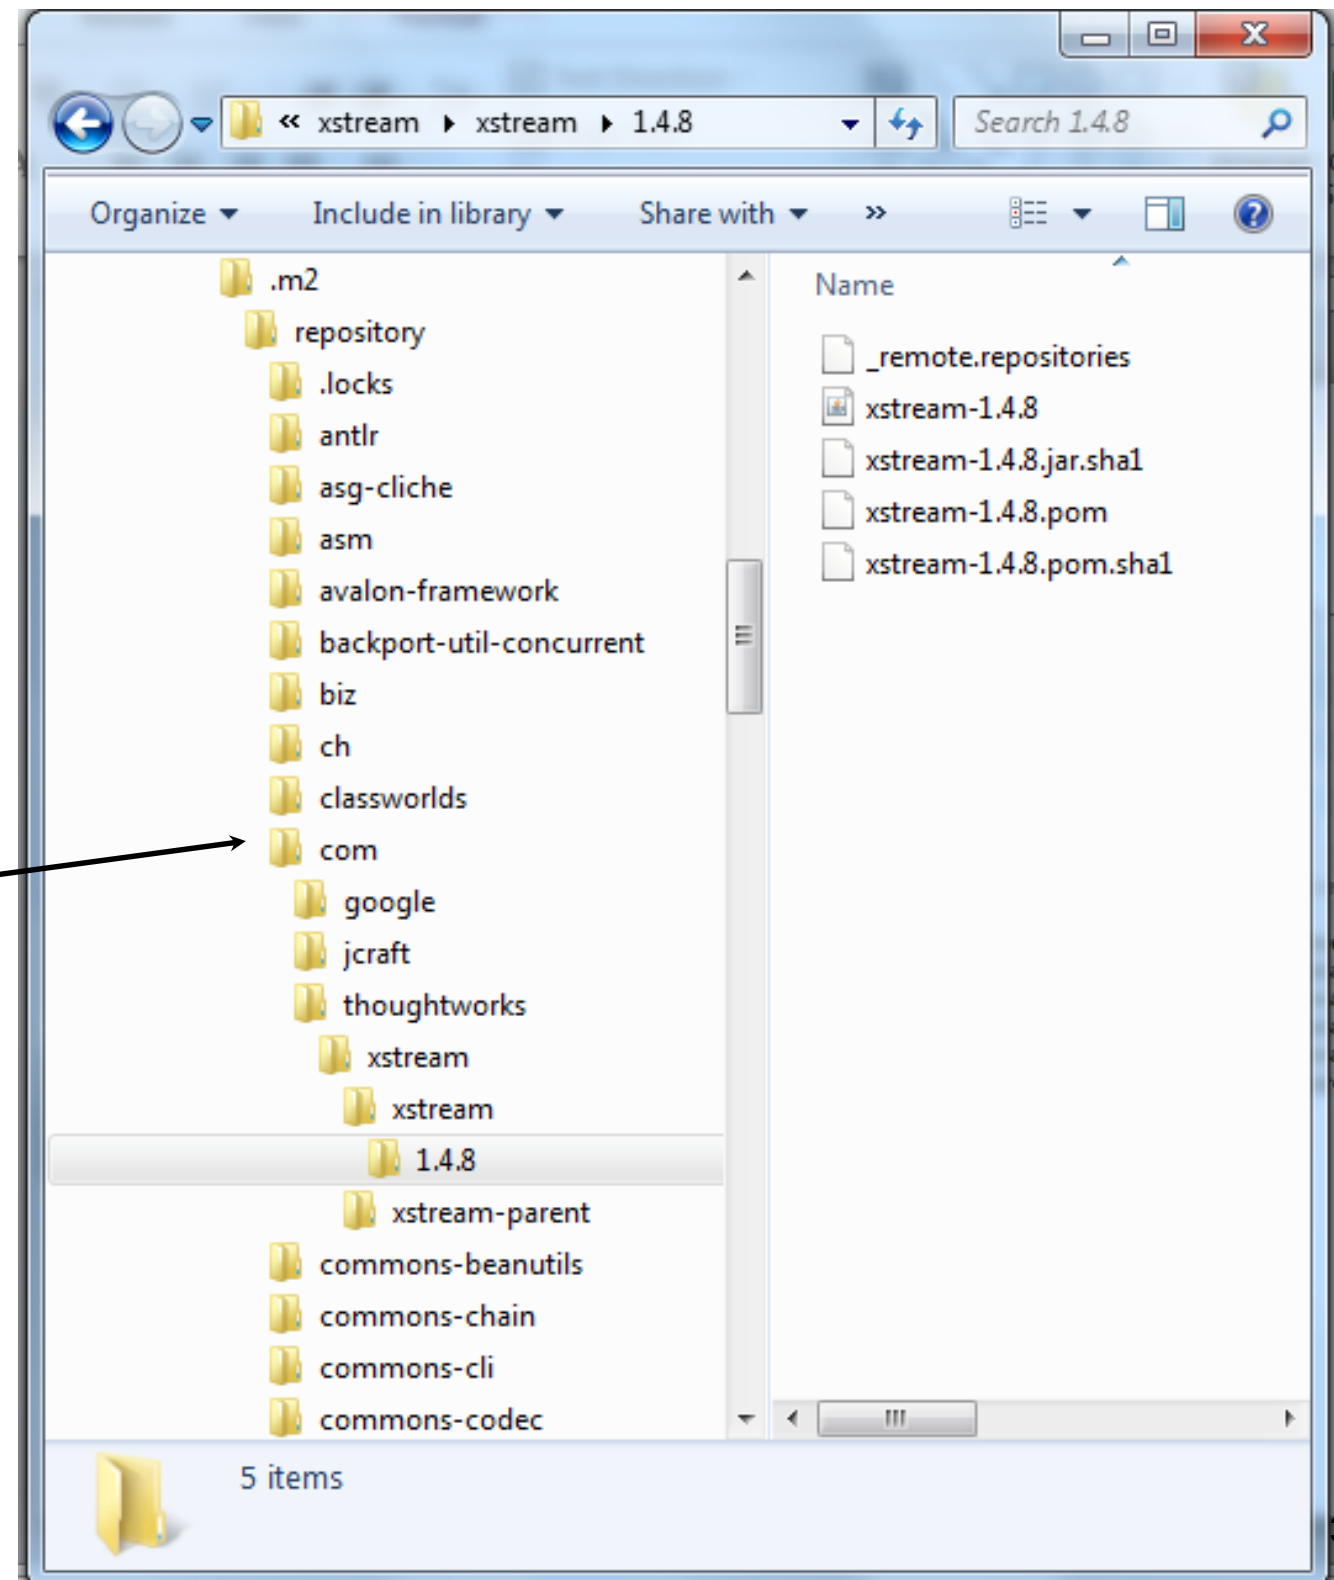 « xstream ▸ xstream ▸ 1.4.8
Search 1.4.8
Organize
Include in library
Share with
»
.m2
repository
.locks
antlr
asg-cliche
asm
avalon-framework
backport-util-concurrent
biz
ch
classworlds
com
google
jcraft
thoughtworks
xstream
xstream
1.4.8
xstream-parent
commons-beanutils
commons-chain
commons-cli
commons-codec
Name
_remote.repositories
xstream-1.4.8
xstream-1.4.8.jar.sha1
xstream-1.4.8.pom
xstream-1.4.8.pom.sha1
5 items